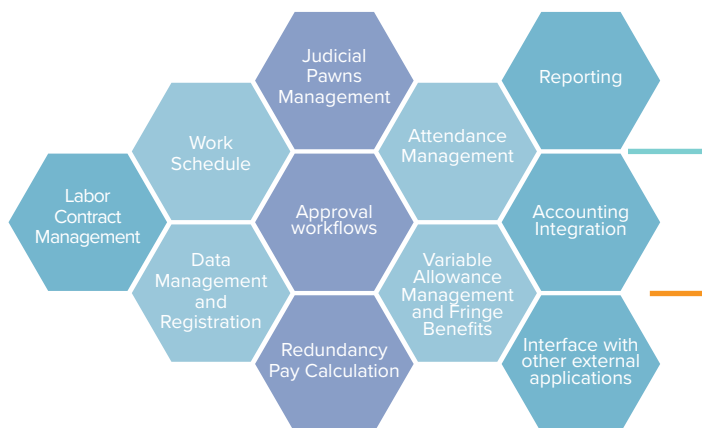 Judicial
Pawns
Management
Reporting
Work
Schedule
Attendance
Management
Labor
Contract
Management
Approval
workflows
Accounting
Integration
Data
Management
and
Registration
Variable
Allowance
Management
and Fringe
Benefits
Redundancy
Pay Calculation
Interface with
other external
applications